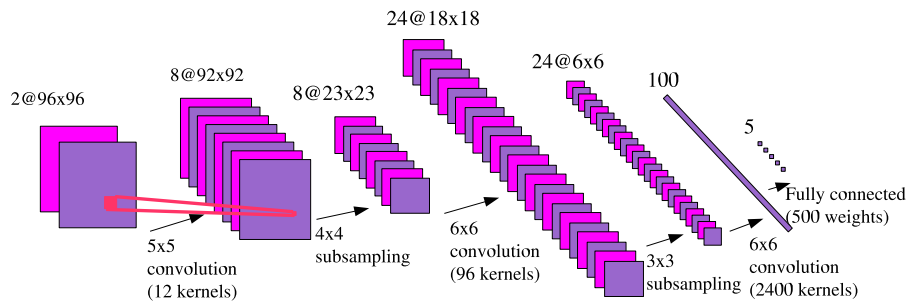 2@96x96
8@92x92
8@23x23
24@18x18
24@6x6
100
5
5x5
convolution
(12 kernels)
4x4
subsampling
6x6
convolution
(96 kernels)
3x3
subsampling
6x6
convolution
(2400 kernels)
Fully connected
(500 weights)